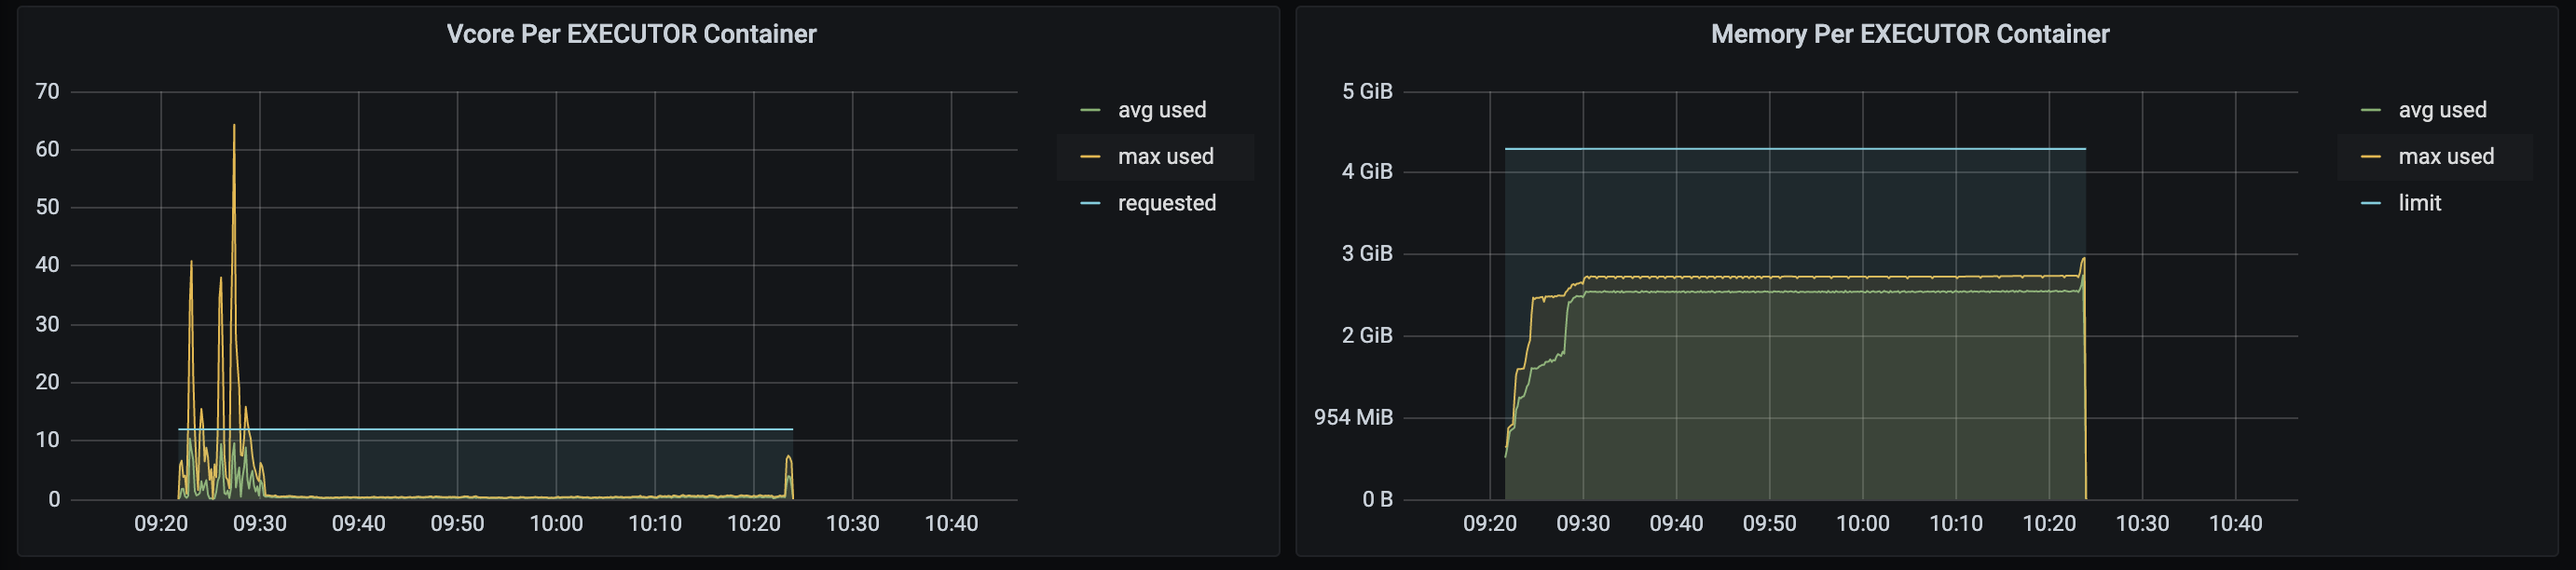 Vcore Per EXECUTOR Container
70
60
50
40
30
20
10
0
09:20 09:30 09:40 09:50 10:00 10:10 10:20 10:30 10:40
avg used
max used
requested
Memory Per EXECUTOR Container
5 GiB
4 GiB
3 GiB
2 GiB
954 MiB
0 B
09:20 09:30 09:40 09:50 10:00 10:10 10:20 10:30 10:40
avg used
max used
limit